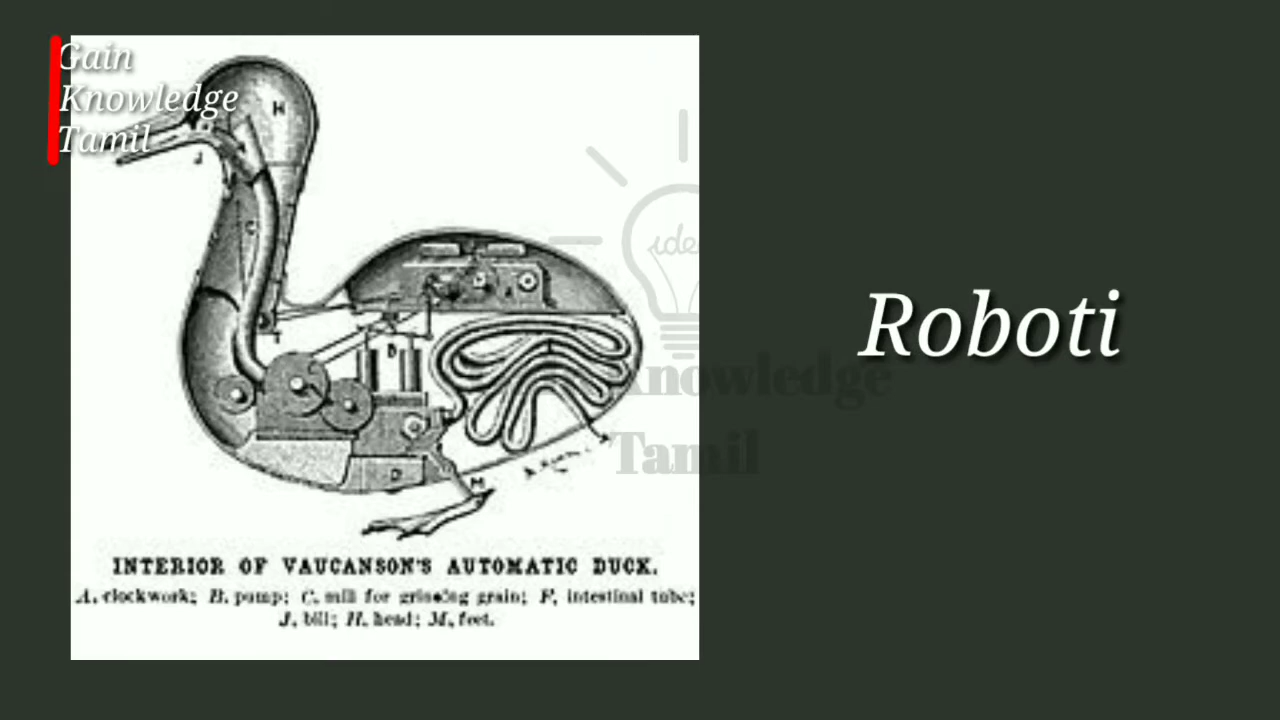 Gain
Knowledge
Tamil
H
J
C
D
D
M
Roboti
Knowledge
Tamil
INTERIOR OF VAUCANSON'S AUTOMATIC DUCK.
A, clockwork; B, pump; C, mill for grinding grain; F, intestinal tube;
J, bill; H, head; M, feet.